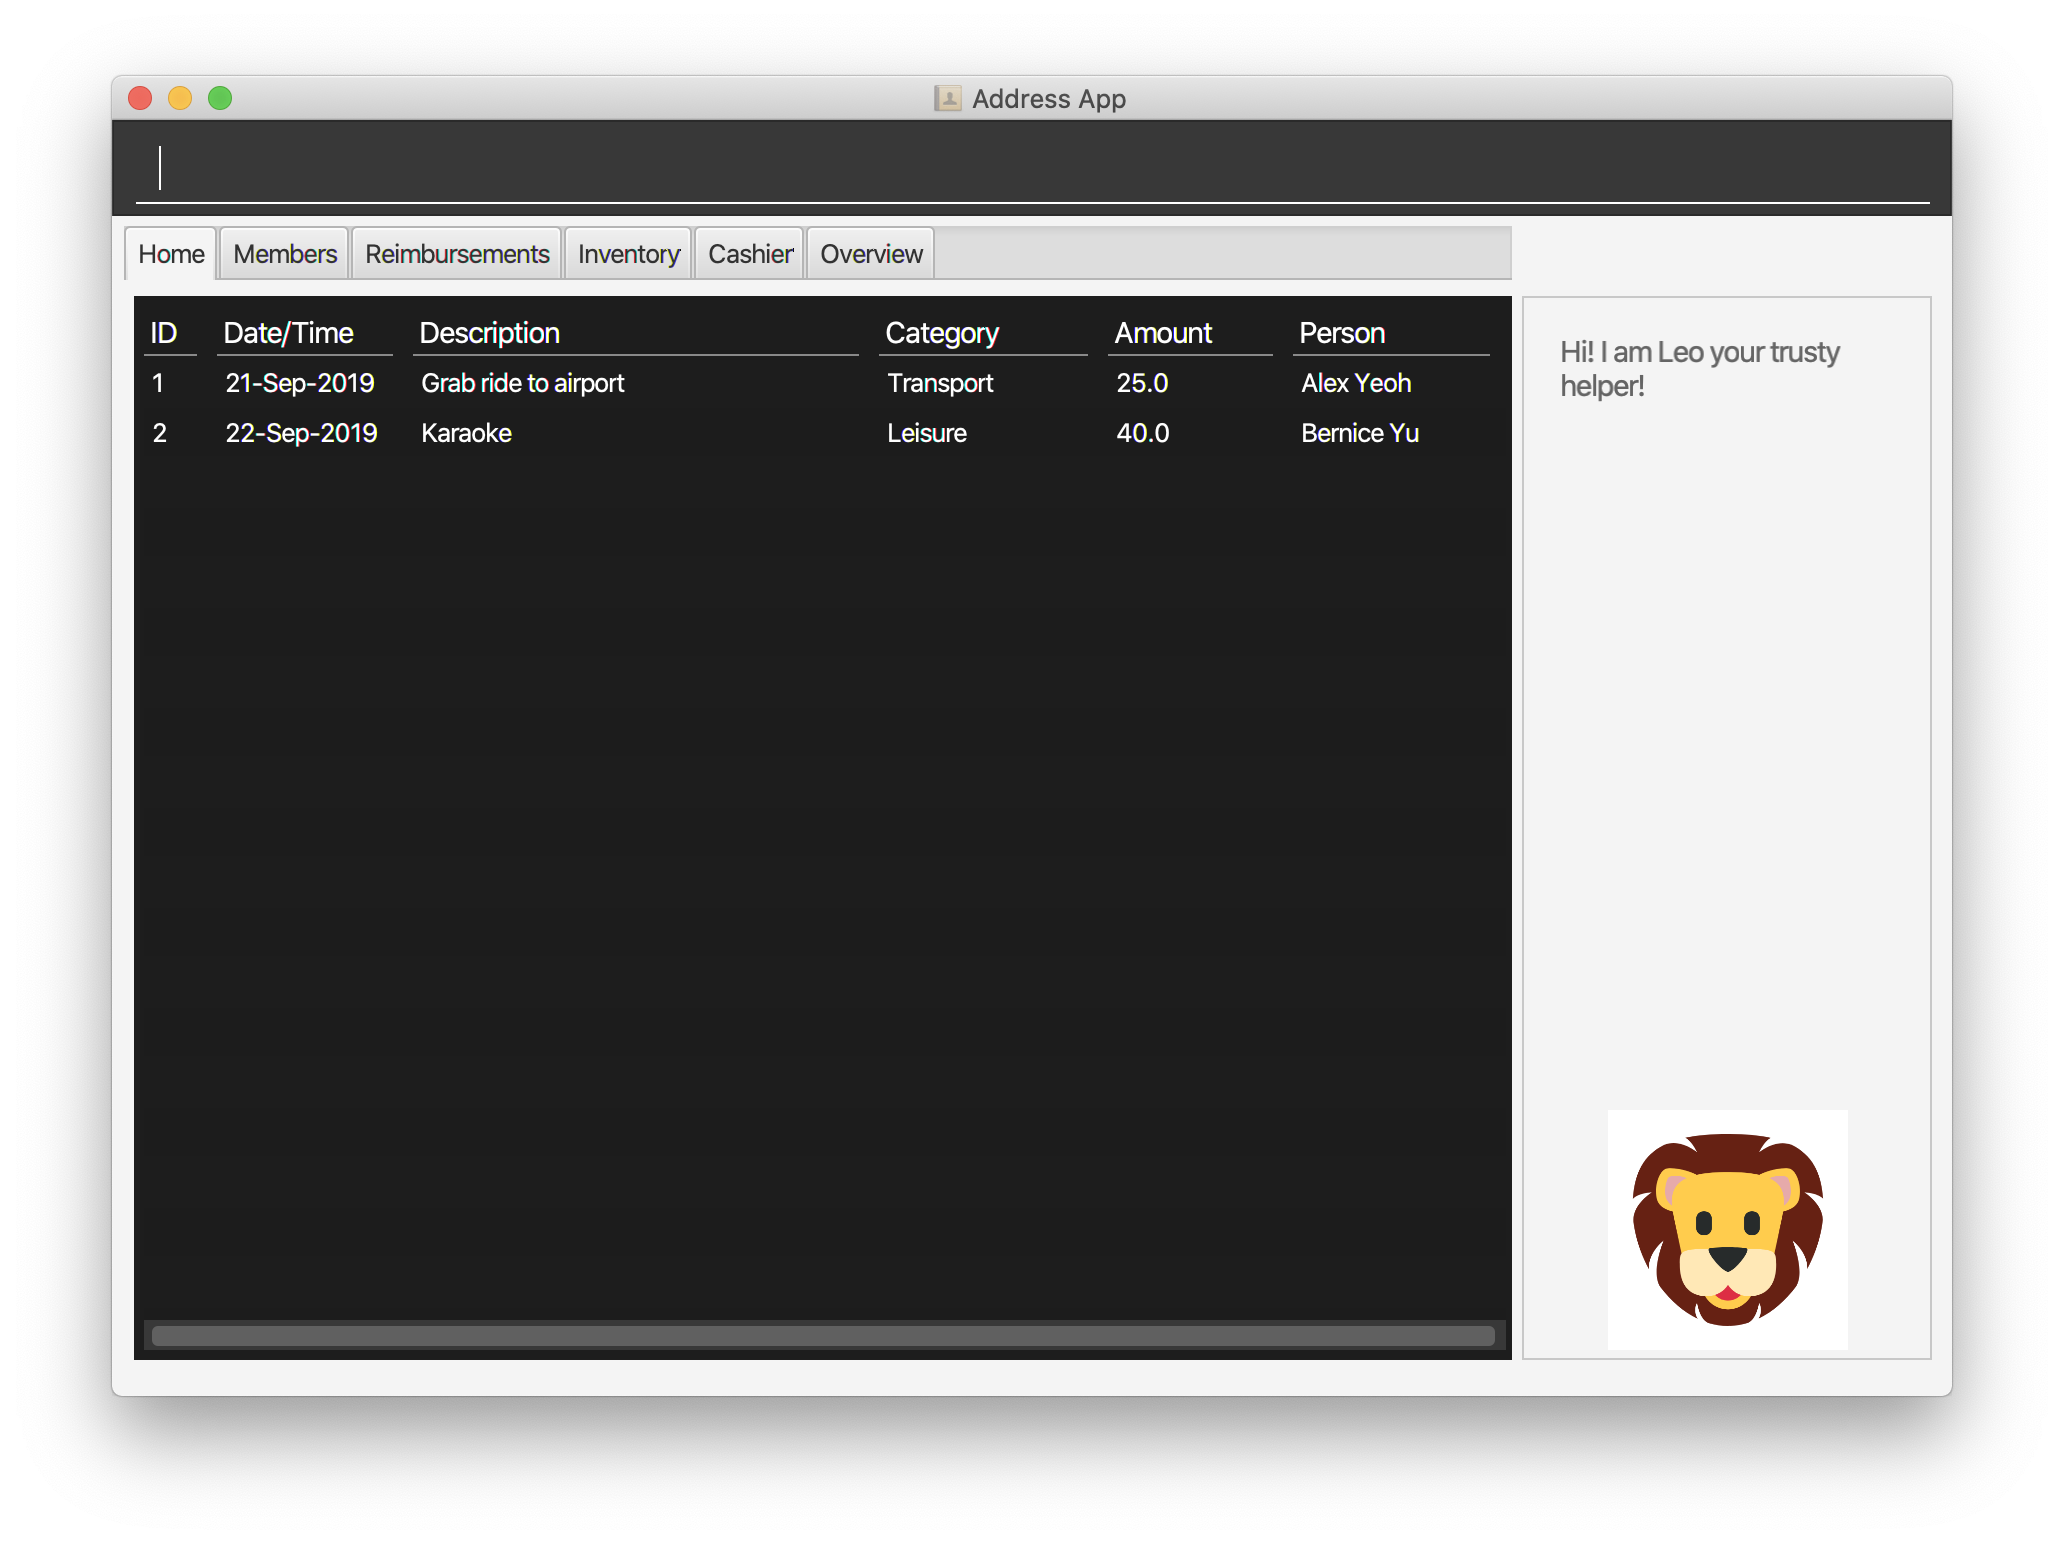 Address App
Home Members Reimbursements Inventory Cashier Overview
ID Date/Time Description Category Amount Person
1 21-Sep-2019 Grab ride to airport Transport 25.0 Alex Yeoh
2 22-Sep-2019 Karaoke Leisure 40.0 Bernice Yu
Hi! I am Leo your trusty
helper!